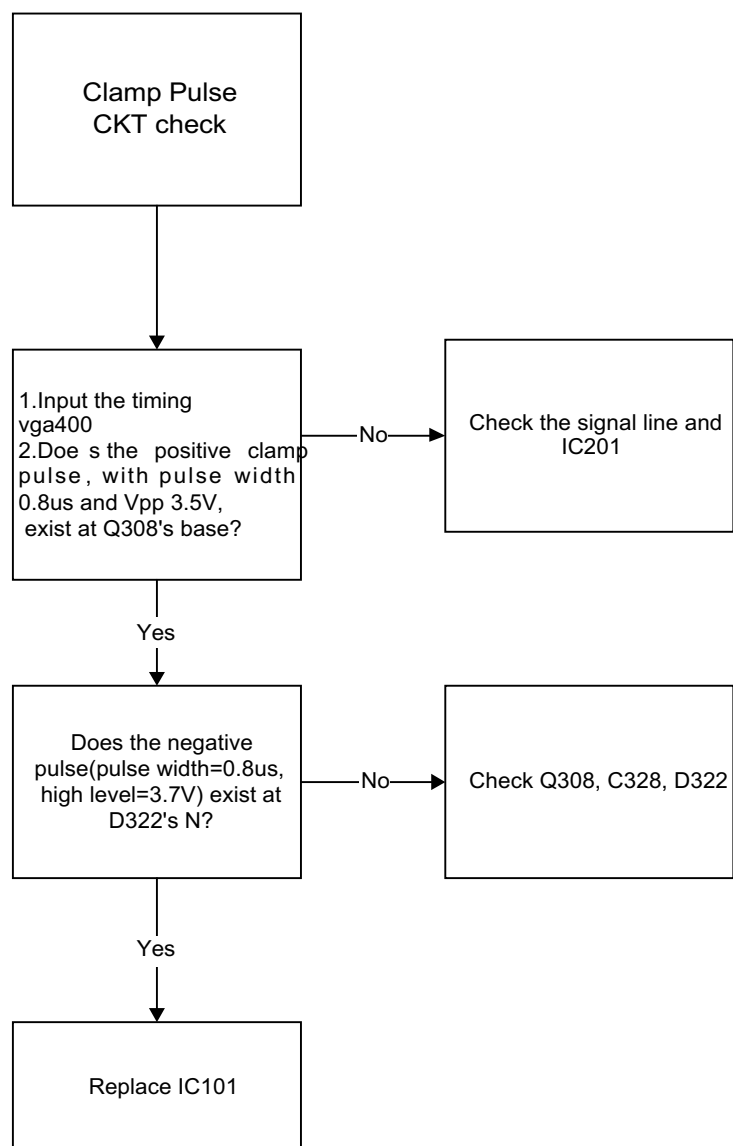 Clamp Pulse
CKT check
1.Input the timing
vga400
2.Doe s the positive clamp
pulse, with pulse width
0.8us and Vpp 3.5V,
exist at Q308's base?
No
Check the signal line and
IC201
Yes
Does the negative
pulse(pulse width=0.8us,
high level=3.7V) exist at
D322's N?
No
Check Q308, C328, D322
Yes
Replace IC101